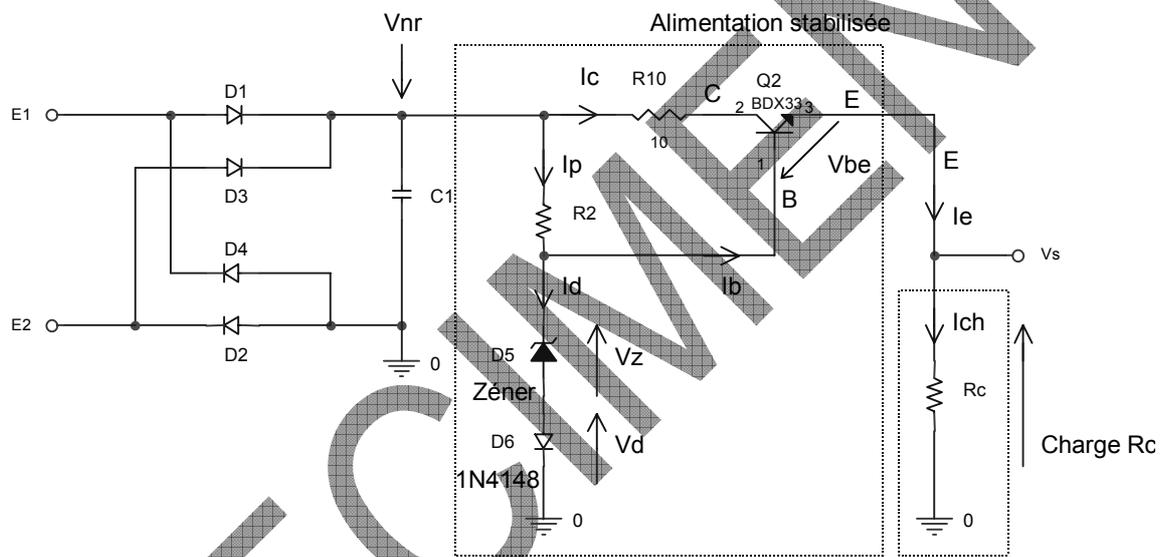 Vnr
Alimentation stabilisée
Ic
R10
Q2
C
2
BDX33
3
E
E1
D1
10
Ip
1
Vbe
E
D3
C1
R2
B
Ie
D4
Vs
Id
Ib
E2
D2
0
D5
Vz
Ich
Zéner
Rc
D6
Vd
Charge Rc
1N4148
0
0